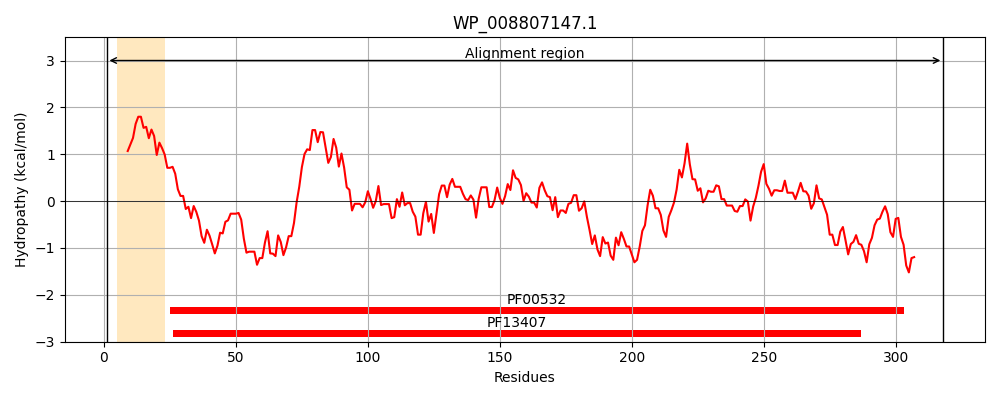 WP_008807147.1
Alignment region
Hydropathy (kcal/mol)
3
2
1
0
−1
−2
−3
PF00532
PF13407
0 50 100 150 200 250 300
Residues